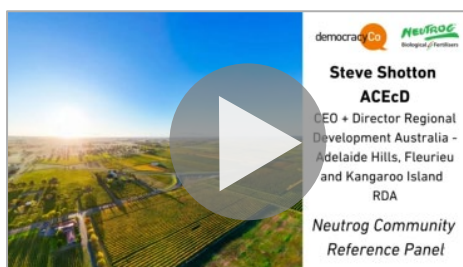 democracyCo
NEUTROG
Biological Fertilisers
Steve Shotton
ACEcD
CEO + Director Regional
Development Australia -
Adelaide Hills, Fleurieu
and Kangaroo Island
RDA
Neutrog Community
Reference Panel